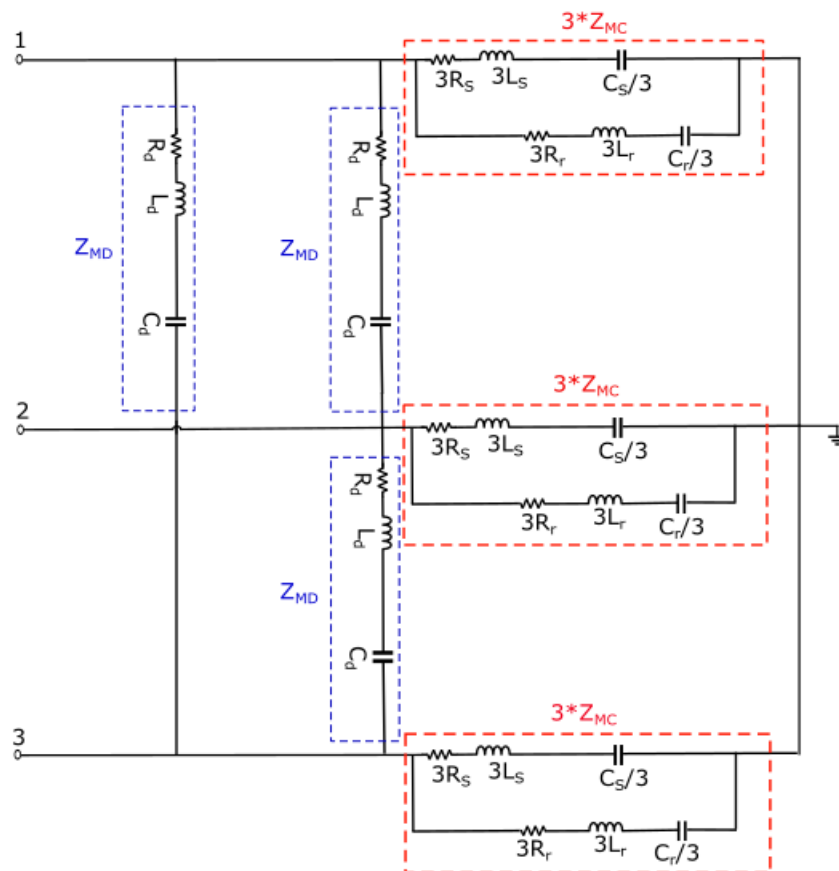 3*Z_MC
1
3R_S 3L_S C_S/3
3R_r 3L_r C_r/3
R_d R_d
L_d L_d
Z_MD Z_MD
C_d C_d
3*Z_MC
2
3R_S 3L_S C_S/3
R_d
3R_r 3L_r C_r/3
L_d
Z_MD
C_d
3*Z_MC
3
3R_S 3L_S C_S/3
3R_r 3L_r C_r/3